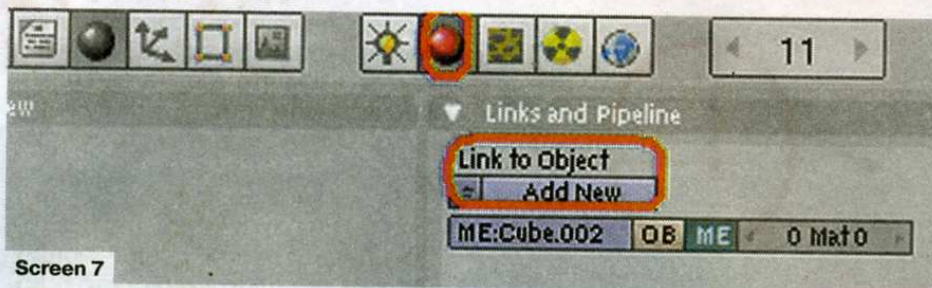 11
ew
Links and Pipeline
Link to Object
Add New
ME:Cube.002 OB ME 0 Mat 0
Screen 7